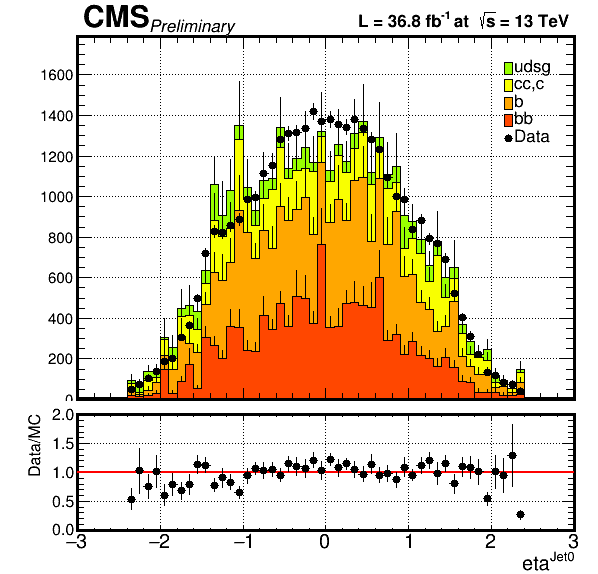 CMS Preliminary L = 36.8 fb⁻¹ at √s = 13 TeV
1600
1400
1200
1000
800
600
400
200
0
udsg
cc,c
b
bb
Data
Data/MC
2.0
1.5
1.0
0.5
0.0
−3 −2 −1 0 1 2 3
eta^Jet0